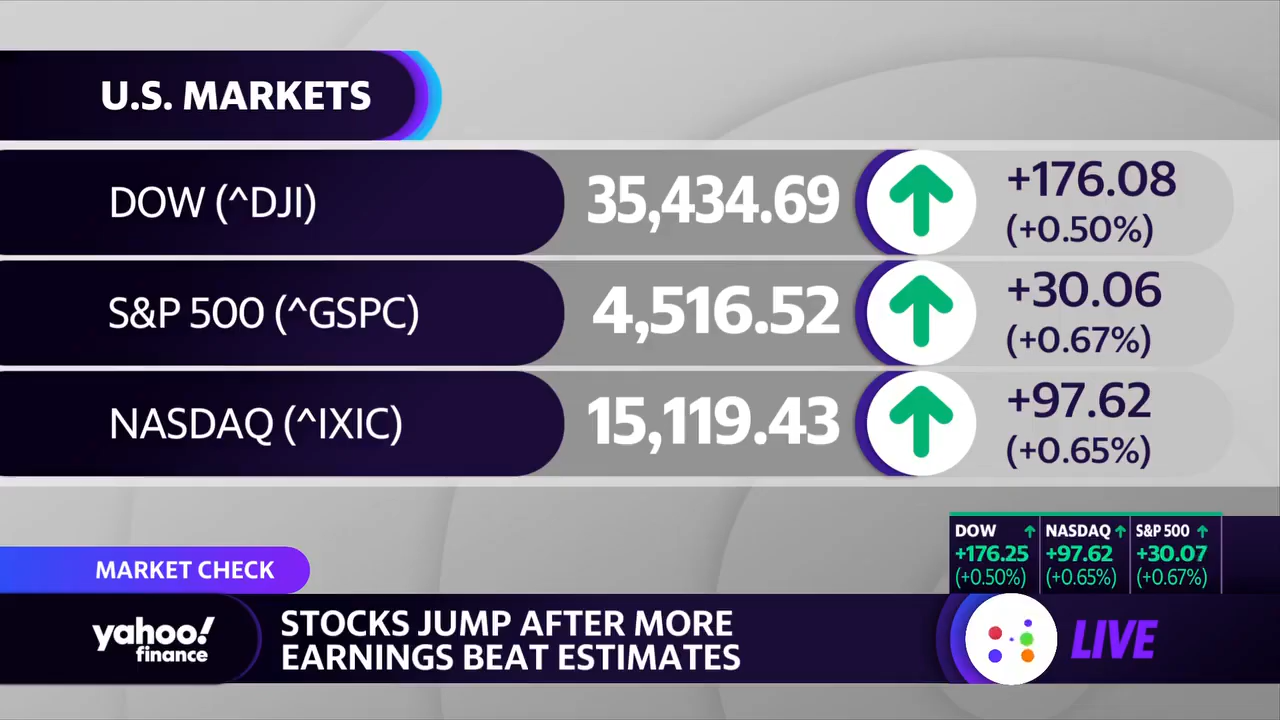 U.S. MARKETS
DOW (^DJI)
35,434.69
+176.08
(+0.50%)
S&P 500 (^GSPC)
4,516.52
+30.06
(+0.67%)
NASDAQ (^IXIC)
15,119.43
+97.62
(+0.65%)
DOW
+176.25
(+0.50%)
NASDAQ
+97.62
(+0.65%)
S&P 500
+30.07
(+0.67%)
MARKET CHECK
yahoo!
finance
STOCKS JUMP AFTER MORE
EARNINGS BEAT ESTIMATES
LIVE